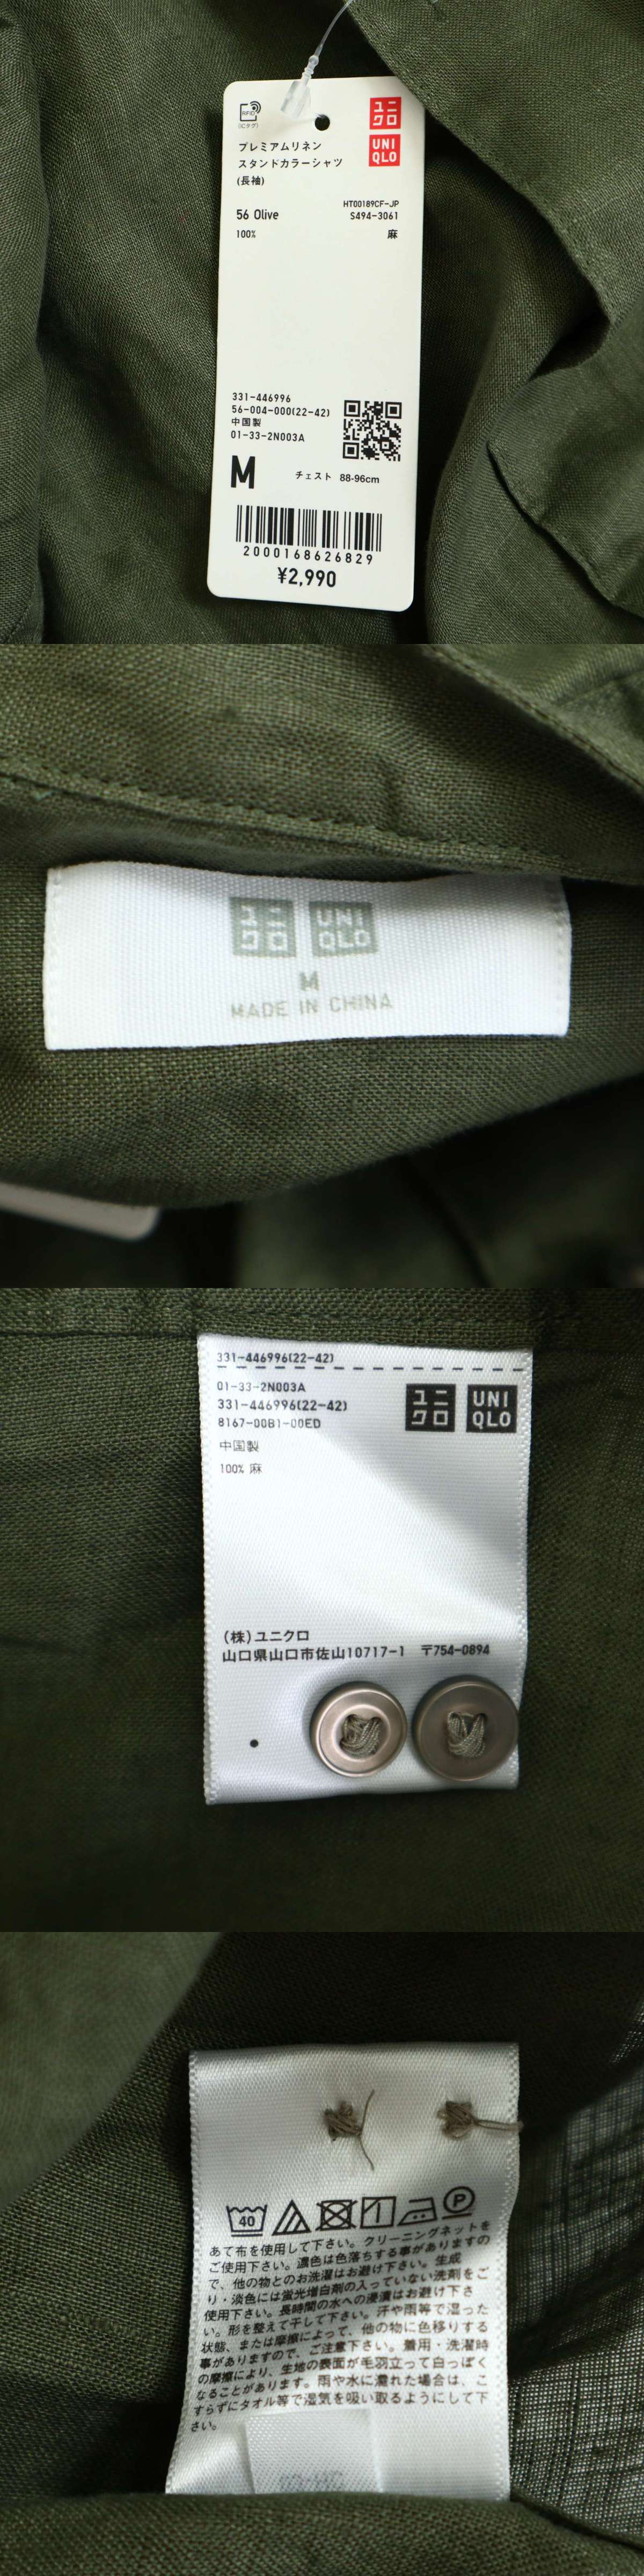 RFID
(ICタグ)
ユニ
クロ
UNI
QLO
プレミアムリネン
スタンドカラーシャツ
(長袖)
HT00189CF-JP
56 Olive S494-3061
100% 麻
331-446996
56-004-000(22-42)
中国製
01-33-2N003A
M チェスト 88-96cm
2000168626829
¥2,990
ユニ
クロ
UNI
QLO
M
MADE IN CHINA
331-446996(22-42)
01-33-2N003A
331-446996(22-42)
8167-00B1-00ED
ユニ
クロ
UNI
QLO
中国製
100% 麻
(株)ユニクロ
山口県山口市佐山10717-1 〒754-0894
40
P
あて布を使用して下さい。クリーニングネットを
ご使用下さい。濃色は色落ちする事がありますの
で、他の物とのお洗濯はお避け下さい。生成
り・淡色には蛍光増白剤の入っていない洗剤をご
使用下さい。長時間の水への浸漬はお避け下さ
い。形を整えて干して下さい。汗や雨等で湿った
状態、または摩擦によって、他の物に色移りする
事がありますので、ご注意下さい。着用・洗濯時
の摩擦により、生地の表面が毛羽立って白っぽく
なることがあります。雨や水に濡れた場合は、こ
すらずにタオル等で湿気を吸い取るようにして下
さい。